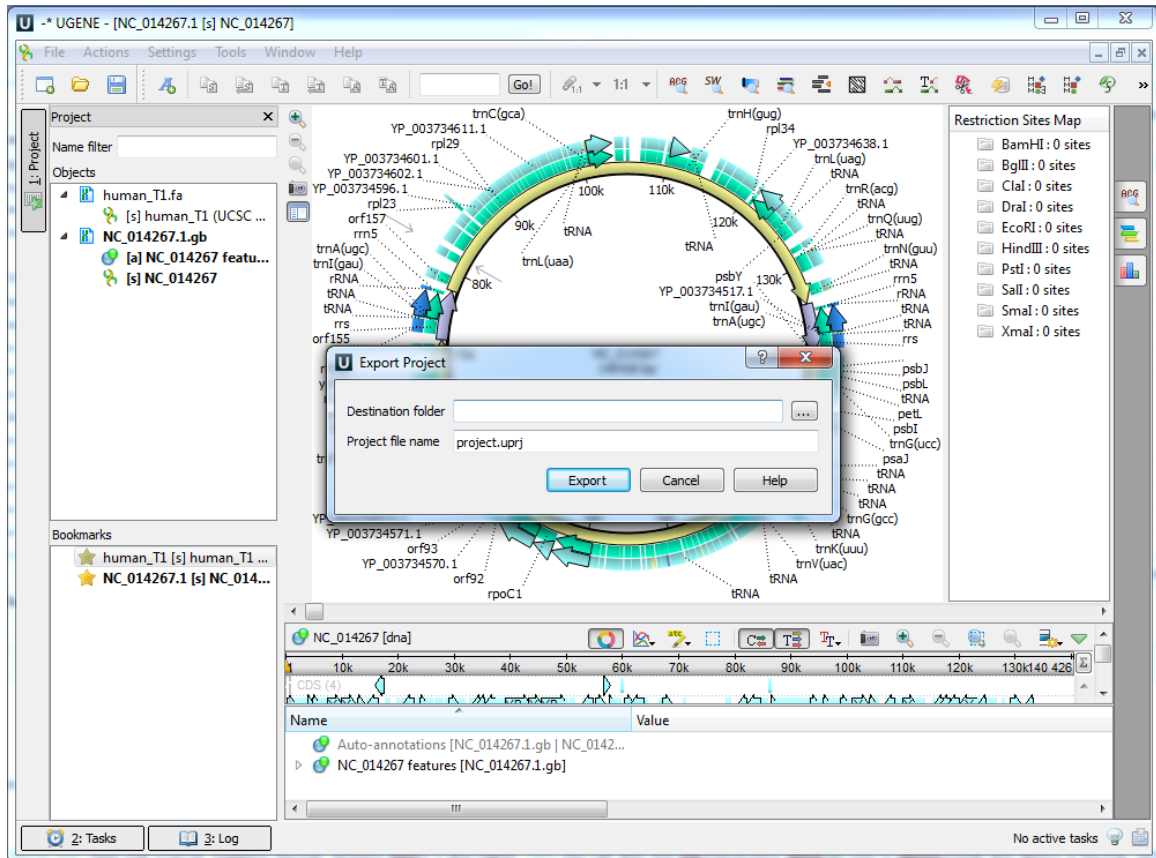 -* UGENE - [NC_014267.1 [s] NC_014267]
File Actions Settings Tools Window Help
Go! 1:1 SW
1: Project
Project
Name filter
Objects
human_T1.fa
[s] human_T1 (UCSC ...
NC_014267.1.gb
[a] NC_014267 featu...
[s] NC_014267
Bookmarks
human_T1 [s] human_T1 ...
NC_014267.1 [s] NC_014...
trnC(gca)
YP_003734611.1
rpl29
YP_003734601.1
YP_003734602.1
YP_003734596.1
rpl23
orf157
rrn5
trnA(ugc)
trnI(gau)
rRNA
tRNA
tRNA
rrs
orf155
trnH(gug)
rpl34
YP_003734638.1
trnL(uag)
tRNA
trnR(acg)
tRNA
trnQ(uug)
tRNA
trnN(guu)
tRNA
rrn5
rRNA
tRNA
tRNA
rrs
psbJ
psbL
tRNA
petL
psbI
trnG(ucc)
psaJ
tRNA
tRNA
tRNA
trnG(gcc)
tRNA
trnK(uuu)
trnV(uac)
tRNA
tRNA
80k
90k
100k
110k
120k
130k
tRNA
trnL(uaa)
tRNA
psbY
YP_003734517.1
trnI(gau)
trnA(ugc)
YP_003734571.1
orf93
YP_003734570.1
orf92
rpoC1
Export Project
Destination folder
...
Project file name project.uprj
Export Cancel Help
Restriction Sites Map
BamHI : 0 sites
BglII : 0 sites
ClaI : 0 sites
DraI : 0 sites
EcoRI : 0 sites
HindIII : 0 sites
PstI : 0 sites
SalI : 0 sites
SmaI : 0 sites
XmaI : 0 sites
NC_014267 [dna]
1 10k 20k 30k 40k 50k 60k 70k 80k 90k 100k 110k 120k 130k 140 426
CDS (4)
Name Value
Auto-annotations [NC_014267.1.gb | NC_0142...
NC_014267 features [NC_014267.1.gb]
2: Tasks 3: Log No active tasks